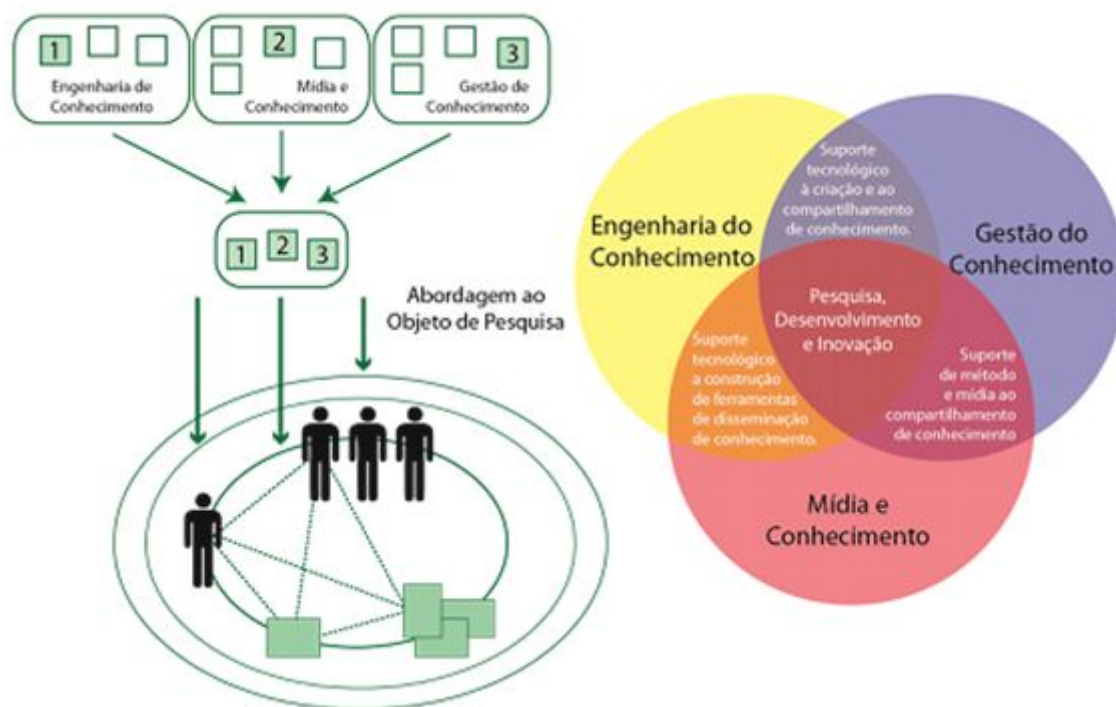 1
Engenharia de
Conhecimento
2
Mídia e
Conhecimento
3
Gestão de
Conhecimento
1
2
3
Abordagem ao
Objeto de Pesquisa
Suporte
tecnológico
à criação e ao
compartilhamento
de conhecimento.
Engenharia do
Conhecimento
Gestão do
Conhecimento
Pesquisa,
Desenvolvimento
e Inovação
Suporte
tecnológico
a construção
de ferramentas
de disseminação
de conhecimento.
Suporte
de método
e mídia ao
compartilhamento
de conhecimento
Mídia e
Conhecimento